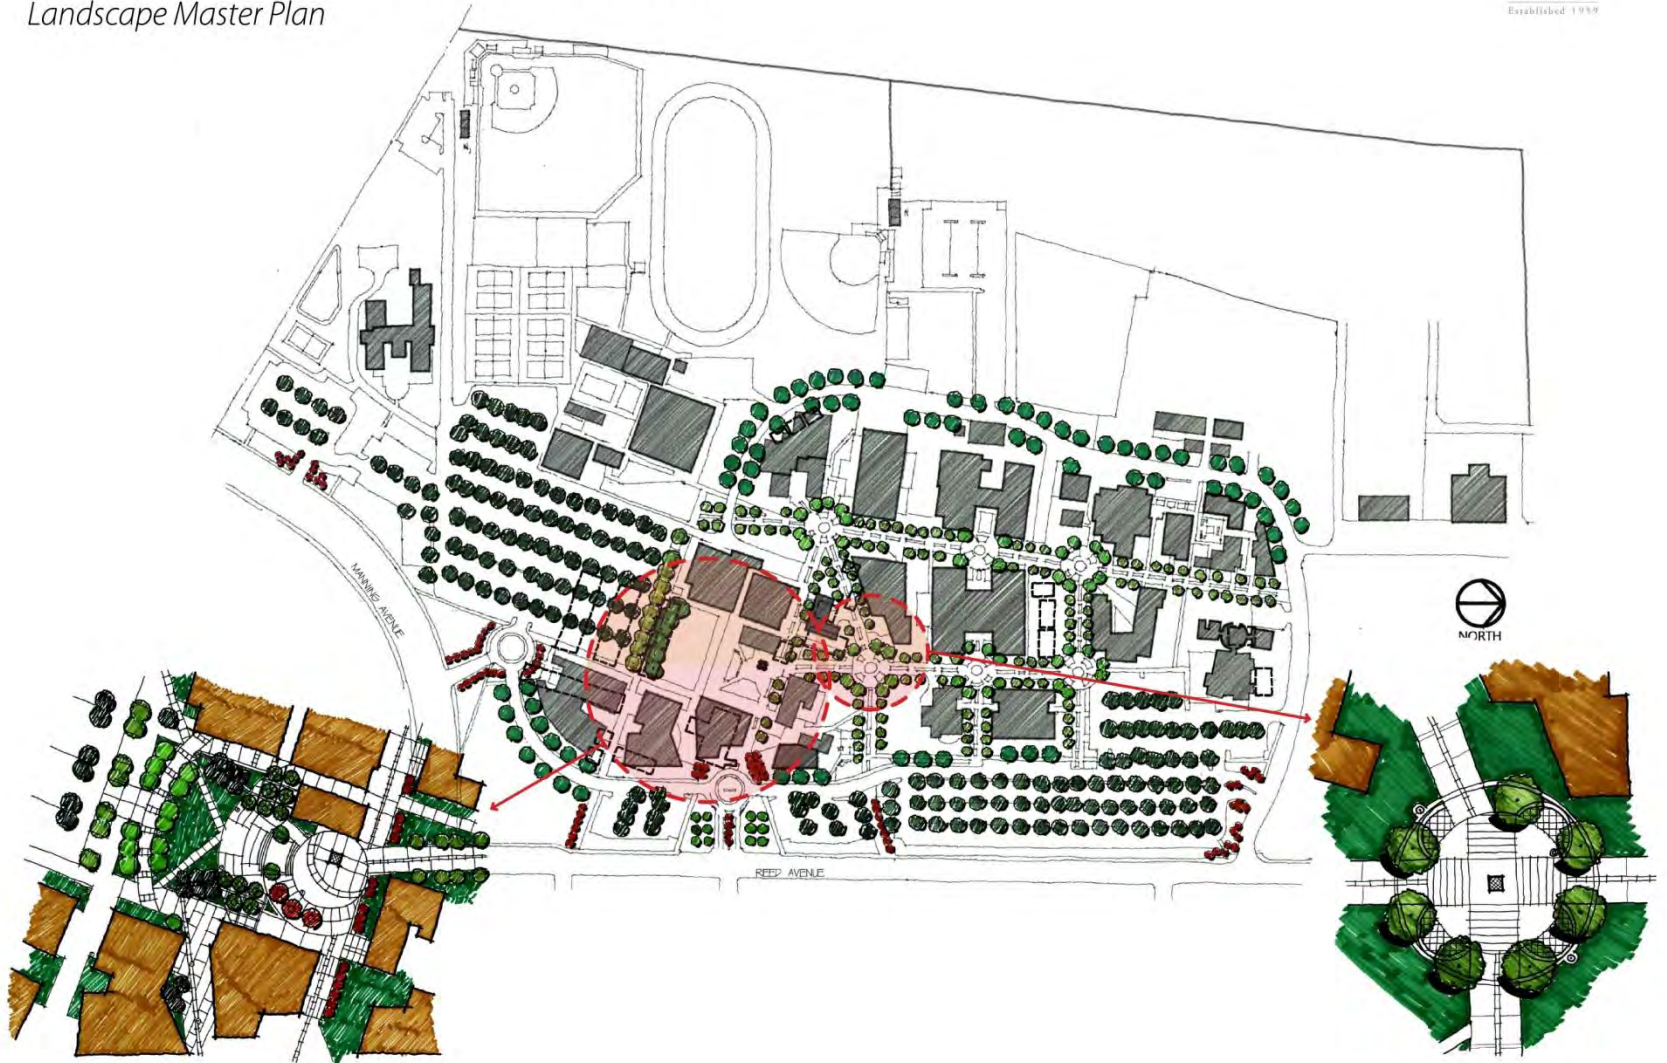 Landscape Master Plan
Established 1959
NORTH
MANNING AVENUE
REED AVENUE